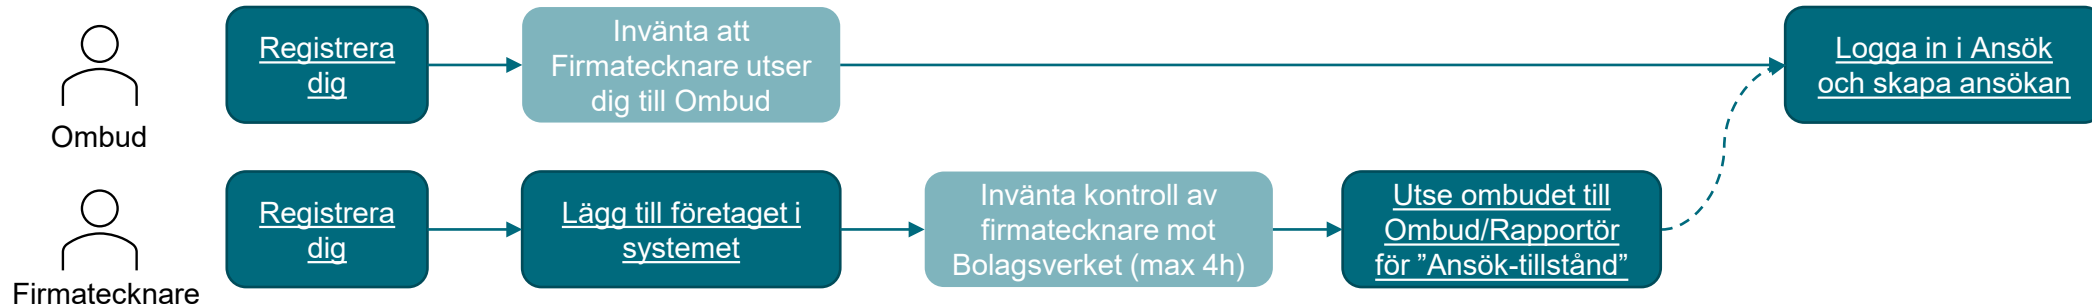 Ombud
Registrera
dig
Invänta att
Firmatecknare utser
dig till Ombud
Logga in i Ansök
och skapa ansökan
Firmatecknare
Registrera
dig
Lägg till företaget i
systemet
Invänta kontroll av
firmatecknare mot
Bolagsverket (max 4h)
Utse ombudet till
Ombud/Rapportör
för ”Ansök-tillstånd”